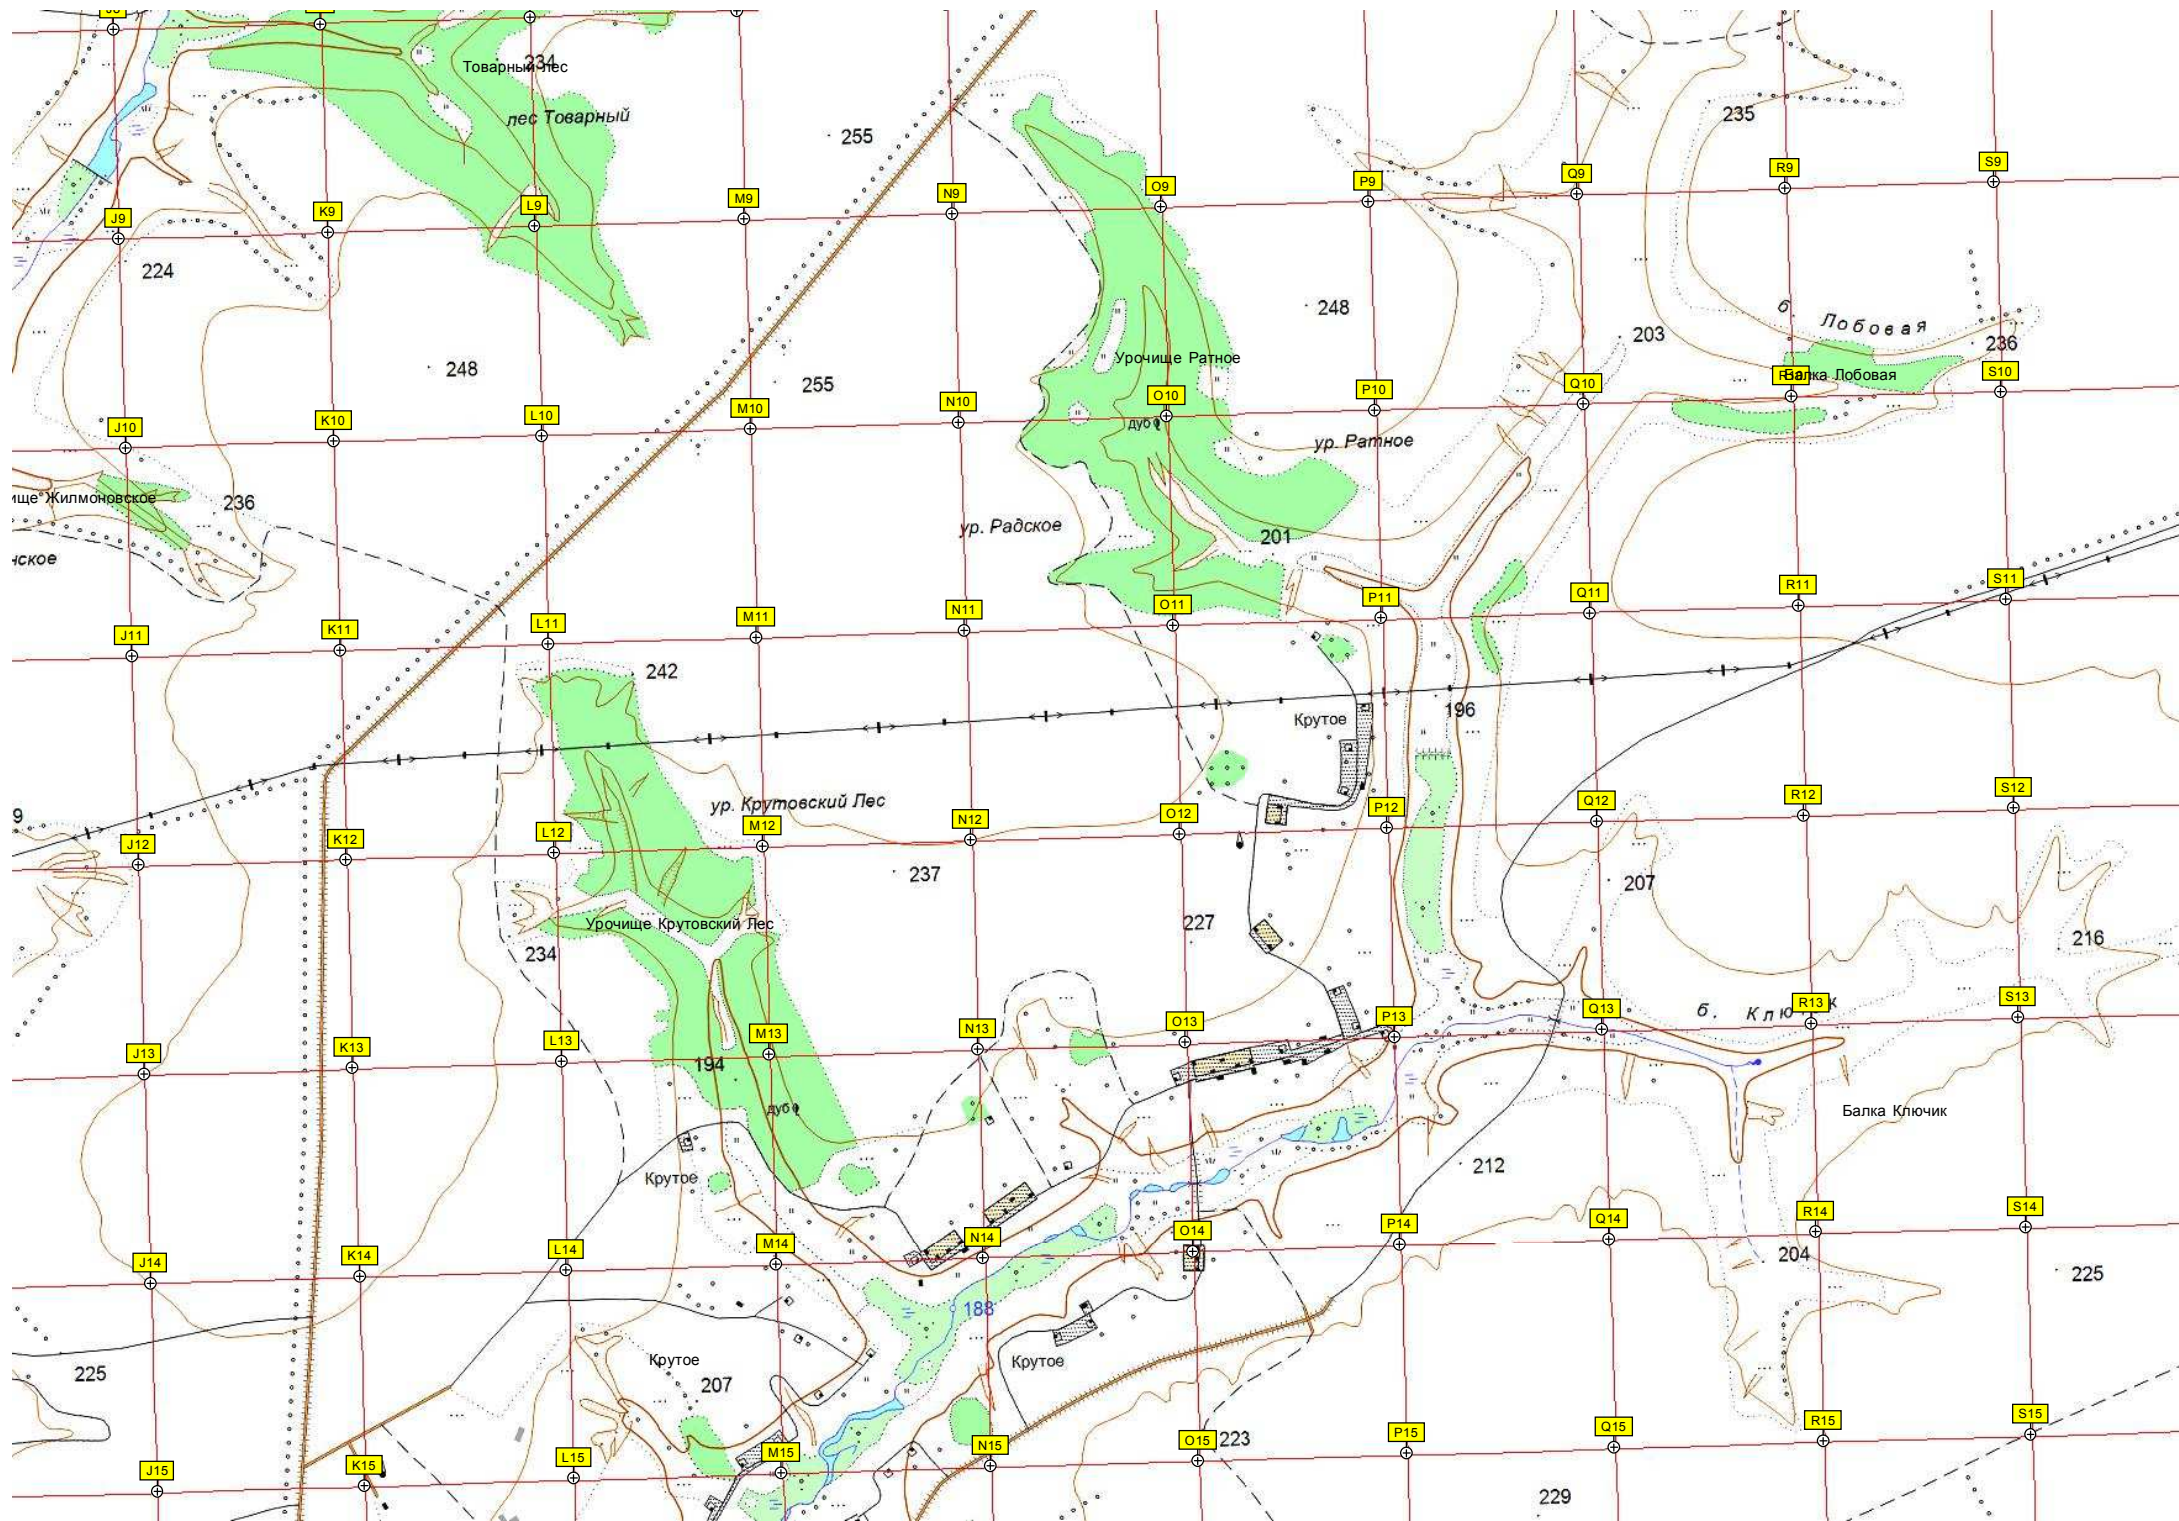 234
Товарный лес
лес Товарный
255
235
J9
K9
L9
M9
N9
O9
P9
Q9
R9
S9
224
248
248
203
б. Лобовая
236
255
Урочище Ратное
Балка Лобовая
J10
K10
L10
M10
N10
O10
P10
Q10
S10
дуб
ур. Ратное
ур. Радское
201
236
ище Жилмоновское
нское
J11
K11
L11
M11
N11
O11
P11
Q11
R11
S11
242
196
Крутое
ур. Крутовский Лес
9
J12
K12
L12
M12
N12
O12
P12
Q12
R12
S12
237
207
227
216
Урочище Крутовский Лес
234
б. Клю к
J13
K13
L13
M13
N13
O13
P13
Q13
R13
S13
194
дуб
Балка Ключик
212
Крутое
J14
K14
L14
M14
N14
O14
P14
Q14
R14
S14
204
225
188
Крутое
Крутое
225
207
223
J15
K15
L15
M15
N15
O15
P15
Q15
R15
S15
229